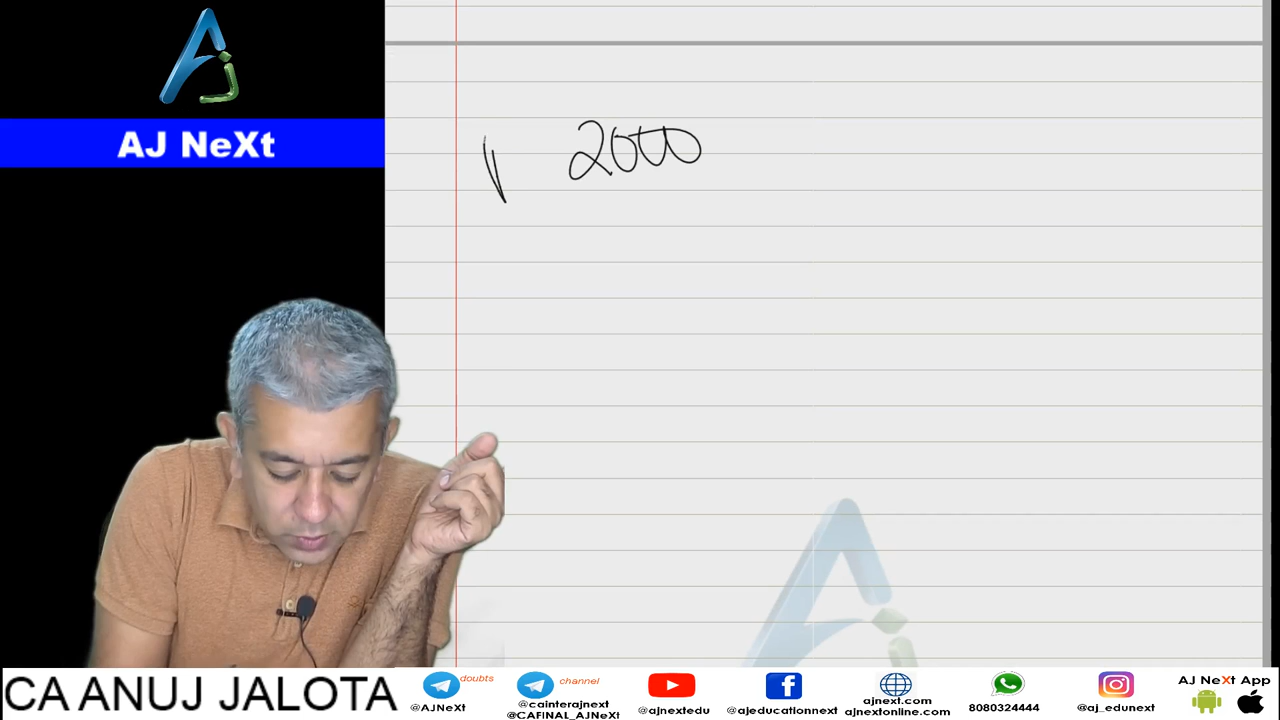 AJ NeXt
2000
CA ANUJ JALOTA
doubts
@AJNeXt
channel
@cainterajnext
@CAFINAL_AJNeXt
@ajnextedu
@ajeducationnext
ajnext.com
ajnextonline.com
8080324444
@aj_edunext
AJ NeXt App